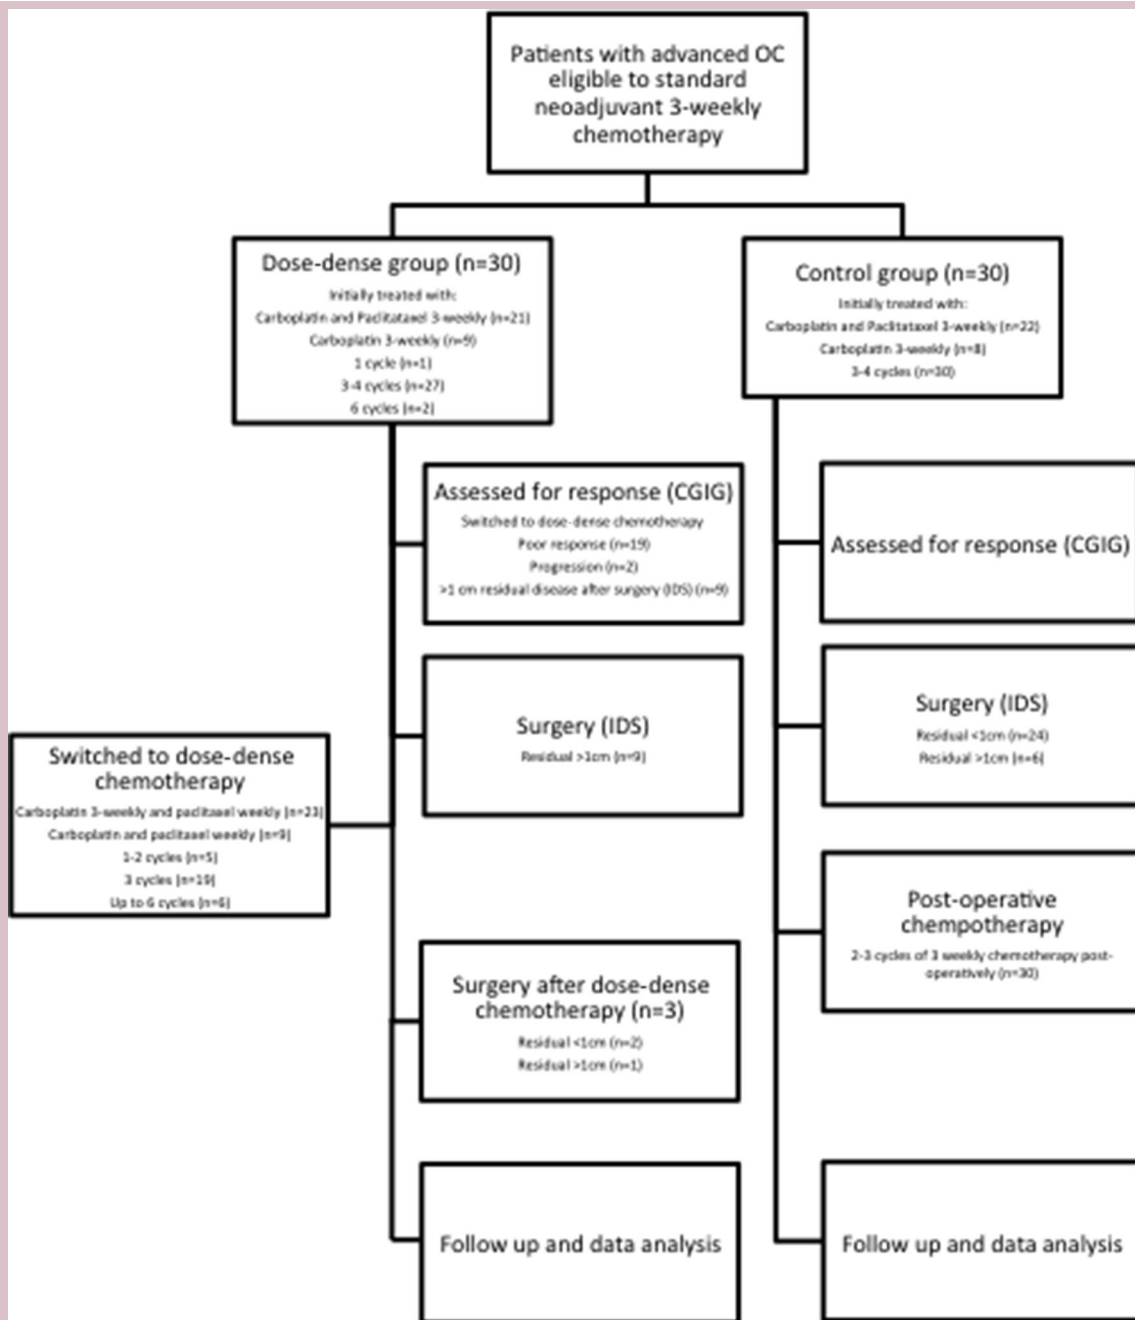 Patients with advanced OC
eligible to standard
neoadjuvant 3-weekly
chemotherapy
Dose-dense group (n=30)
Initially treated with:
Carboplatin and Paclitataxel 3-weekly (n=21)
Carboplatin 3-weekly (n=9)
1 cycle (n=1)
3-4 cycles (n=27)
6 cycles (n=2)
Control group (n=30)
Initially treated with:
Carboplatin and Paclitataxel 3-weekly (n=22)
Carboplatin 3-weekly (n=8)
3-4 cycles (n=30)
Assessed for response (CGIG)
Switched to dose-dense chemotherapy
Poor response (n=19)
Progression (n=2)
>1 cm residual disease after surgery (IDS) (n=9)
Assessed for response (CGIG)
Surgery (IDS)
Residual >1cm (n=9)
Surgery (IDS)
Residual <1cm (n=24)
Residual >1cm (n=6)
Switched to dose-dense
chemotherapy
Carboplatin 3-weekly and paclitaxel weekly (n=21)
Carboplatin and paclitaxel weekly (n=9)
1-2 cycles (n=5)
3 cycles (n=19)
Up to 6 cycles (n=6)
Post-operative
chempotherapy
2-3 cycles of 3 weekly chemotherapy post-
operatively (n=30)
Surgery after dose-dense
chemotherapy (n=3)
Residual <1cm (n=2)
Residual >1cm (n=1)
Follow up and data analysis
Follow up and data analysis